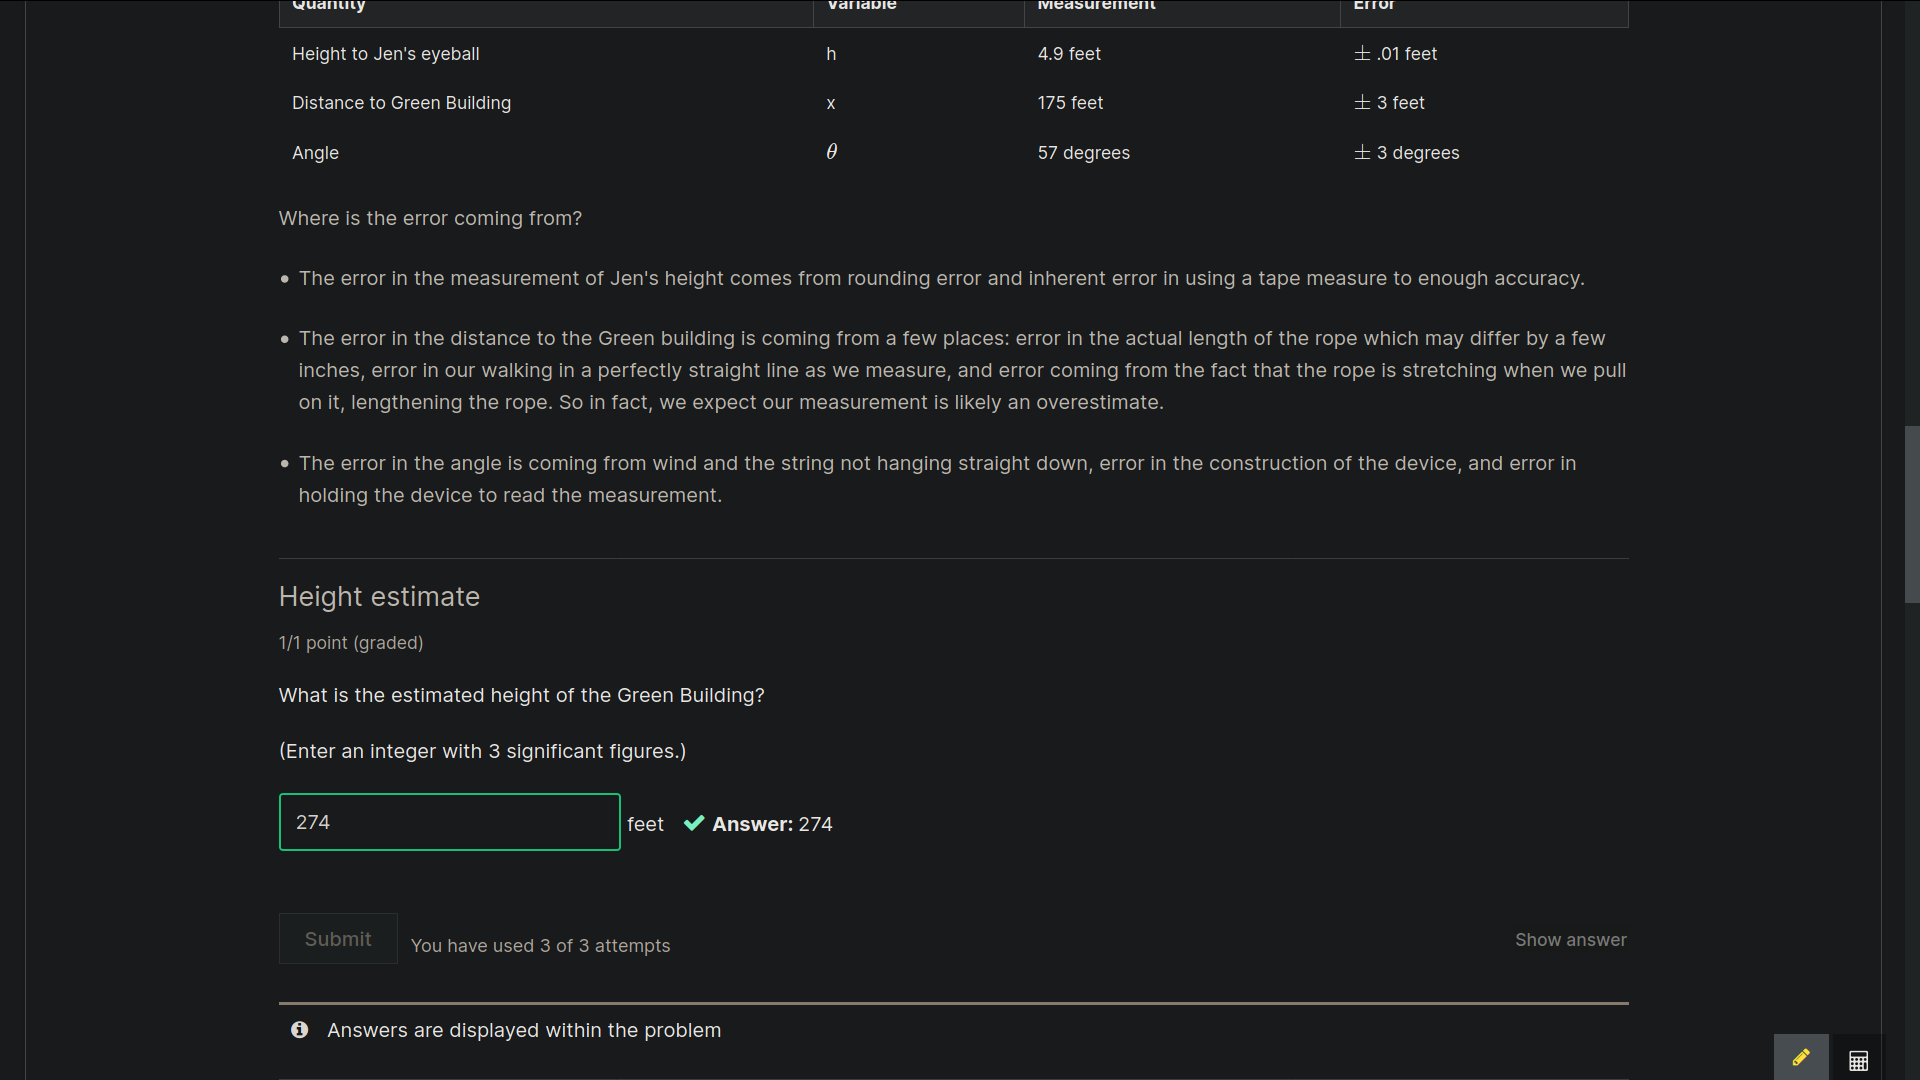 Quantity Variable Measurement Error
Height to Jen's eyeball h 4.9 feet ± .01 feet
Distance to Green Building x 175 feet ± 3 feet
Angle θ 57 degrees ± 3 degrees
Where is the error coming from?
• The error in the measurement of Jen's height comes from rounding error and inherent error in using a tape measure to enough accuracy.
• The error in the distance to the Green building is coming from a few places: error in the actual length of the rope which may differ by a few
inches, error in our walking in a perfectly straight line as we measure, and error coming from the fact that the rope is stretching when we pull
on it, lengthening the rope. So in fact, we expect our measurement is likely an overestimate.
• The error in the angle is coming from wind and the string not hanging straight down, error in the construction of the device, and error in
holding the device to read the measurement.
Height estimate
1/1 point (graded)
What is the estimated height of the Green Building?
(Enter an integer with 3 significant figures.)
274 feet ✔ Answer: 274
Submit You have used 3 of 3 attempts Show answer
Answers are displayed within the problem